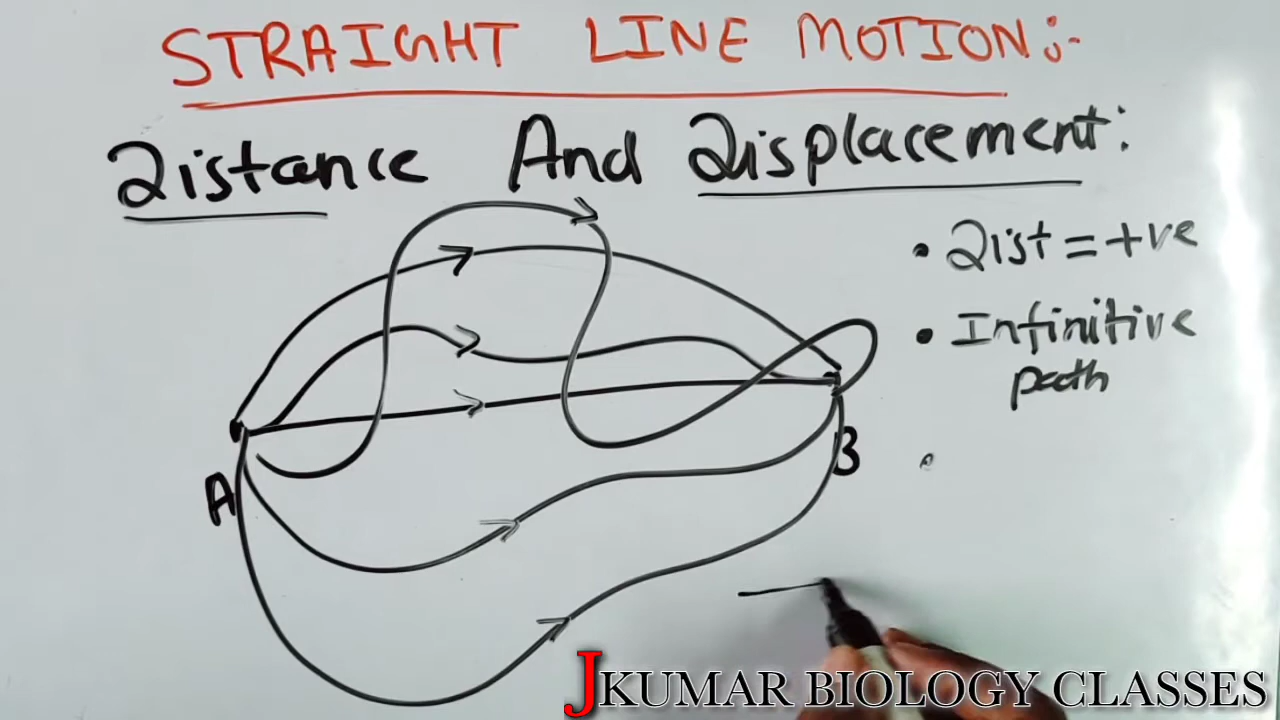 STRAIGHT LINE MOTION:-
Distance And Displacement:
• Dist = +ve
• Infinitive
path
A
B
•
JKUMAR BIOLOGY CLASSES